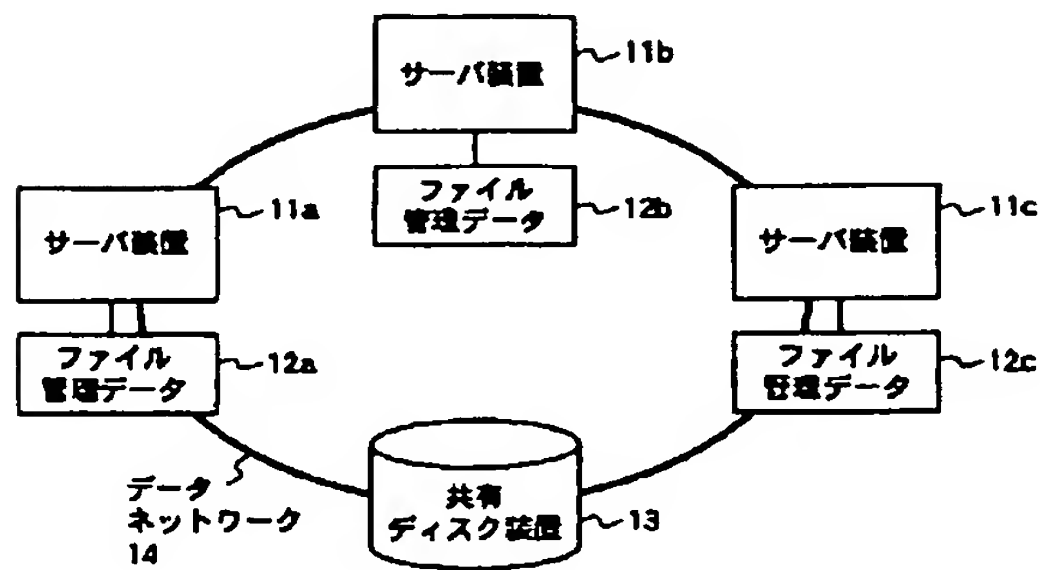 サーバ装置
11b
ファイル
管理データ
12b
サーバ装置
11a
ファイル
管理データ
12a
サーバ装置
11c
ファイル
管理データ
12c
データ
ネットワーク
14
共有
ディスク装置
13